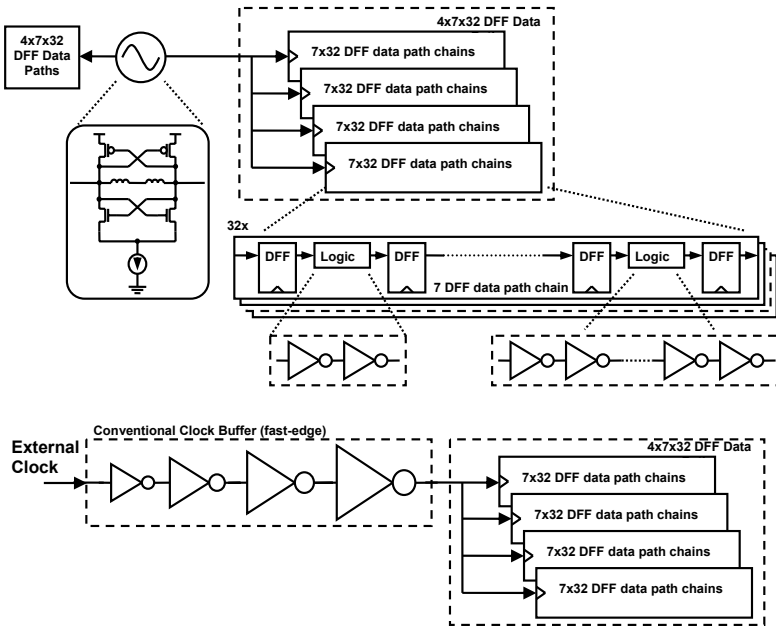 4x7x32 DFF Data
4x7x32
DFF Data
Paths
7x32 DFF data path chains
7x32 DFF data path chains
7x32 DFF data path chains
7x32 DFF data path chains
32x
DFF
Logic
DFF
DFF
Logic
DFF
7 DFF data path chain
Conventional Clock Buffer (fast-edge)
External
Clock
4x7x32 DFF Data
7x32 DFF data path chains
7x32 DFF data path chains
7x32 DFF data path chains
7x32 DFF data path chains